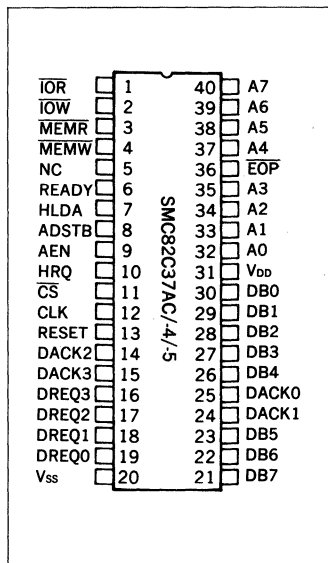 IOR 1 40 A7
IOW 2 39 A6
MEMR 3 38 A5
MEMW 4 37 A4
NC 5 36 EOP
READY 6 35 A3
HLDA 7 34 A2
ADSTB 8 33 A1
AEN 9 32 A0
HRQ 10 31 VDD
CS 11 30 DB0
CLK 12 29 DB1
RESET 13 28 DB2
DACK2 14 27 DB3
DACK3 15 26 DB4
DREQ3 16 25 DACK0
DREQ2 17 24 DACK1
DREQ1 18 23 DB5
DREQ0 19 22 DB6
Vss 20 21 DB7
SMC82C37AC/-4/-5